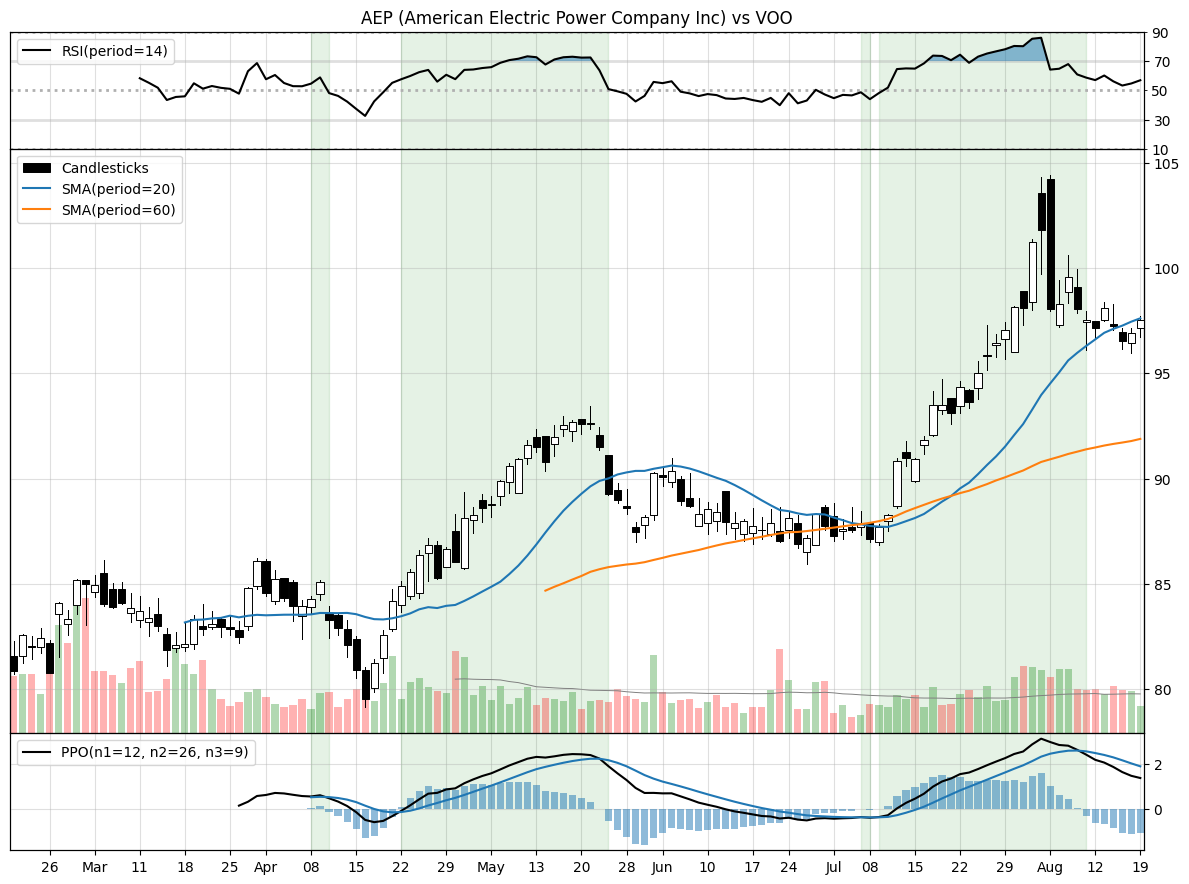 AEP (American Electric Power Company Inc) vs VOO
RSI(period=14)
90
70
50
30
10
Candlesticks
SMA(period=20)
SMA(period=60)
105
100
95
90
85
80
PPO(n1=12, n2=26, n3=9)
2
0
26 Mar 11 18 25 Apr 08 15 22 29 May 13 20 28 Jun 10 17 24 Jul 08 15 22 29 Aug 12 19